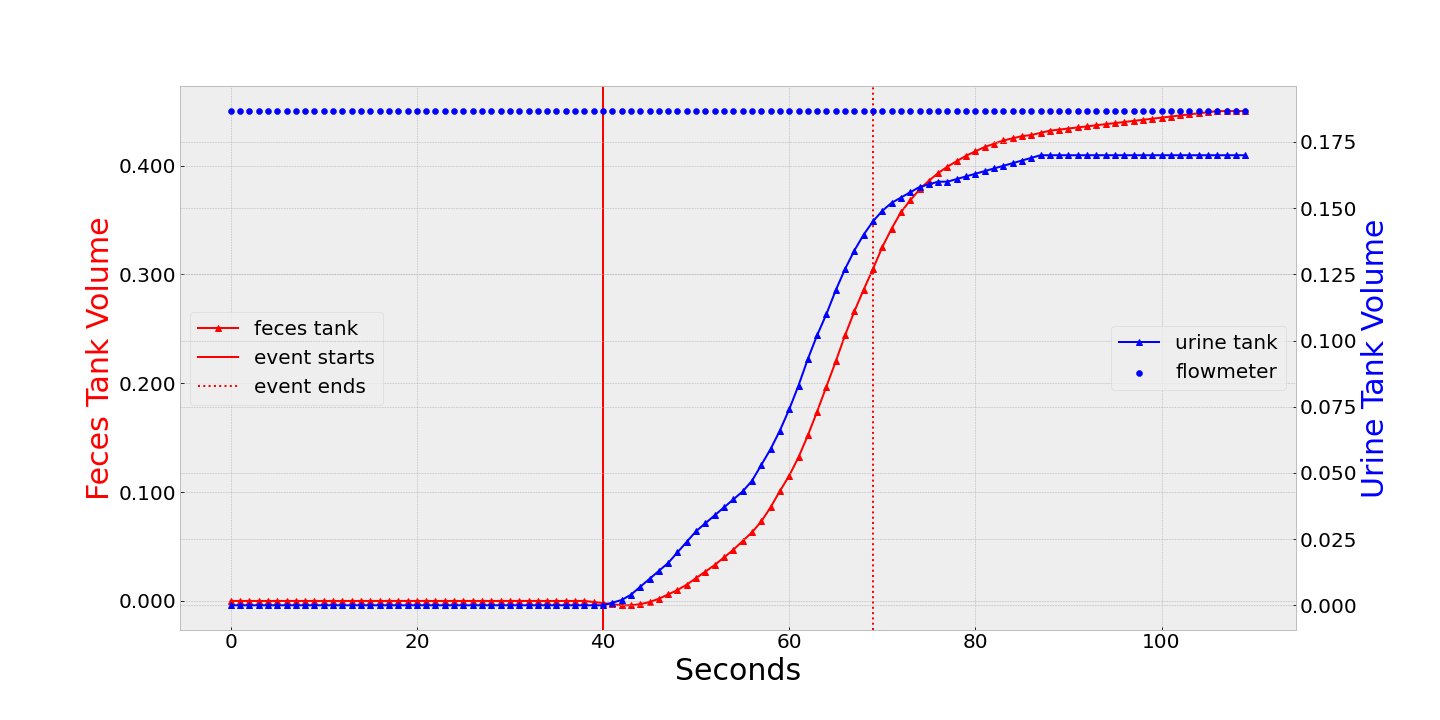 Feces Tank Volume
0.400
0.300
0.200
0.100
0.000
feces tank
event starts
event ends
urine tank
flowmeter
0.175
0.150
0.125
0.100
0.075
0.050
0.025
0.000
Urine Tank Volume
0 20 40 60 80 100
Seconds